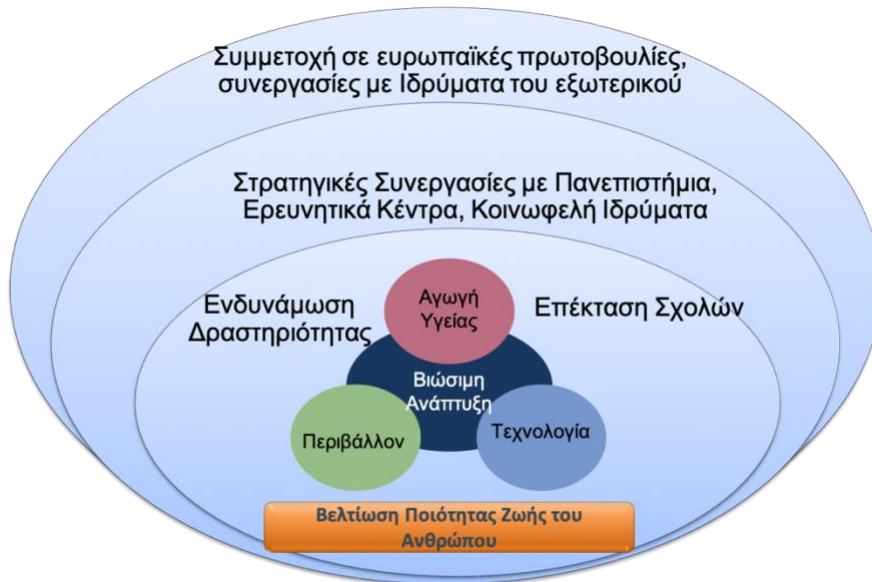 Συμμετοχή σε ευρωπαϊκές πρωτοβουλίες,
συνεργασίες με Ιδρύματα του εξωτερικού
Στρατηγικές Συνεργασίες με Πανεπιστήμια,
Ερευνητικά Κέντρα, Κοινωφελή Ιδρύματα
Ενδυνάμωση
Δραστηριότητας
Αγωγή
Υγείας
Επέκταση Σχολών
Βιώσιμη
Ανάπτυξη
Περιβάλλον
Τεχνολογία
Βελτίωση Ποιότητας Ζωής του
Ανθρώπου